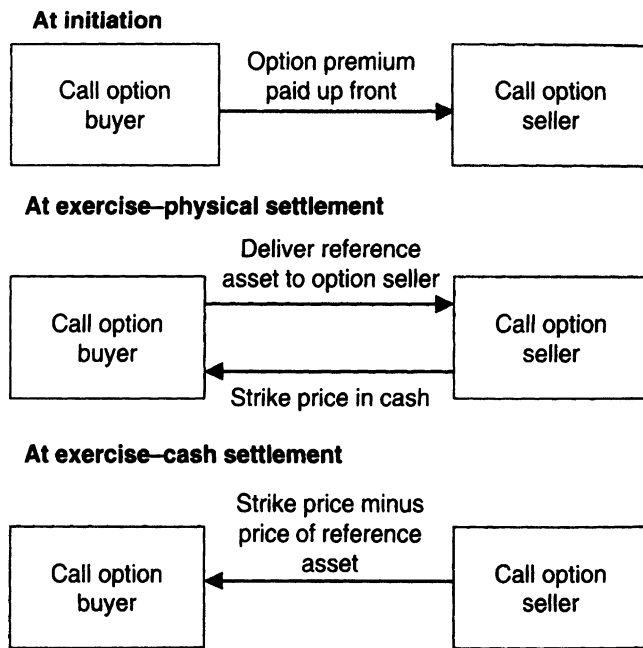 At initiation
Call option
buyer
Option premium
paid up front
Call option
seller
At exercise–physical settlement
Deliver reference
asset to option seller
Call option
buyer
Call option
seller
Strike price in cash
At exercise–cash settlement
Strike price minus
price of reference
asset
Call option
buyer
Call option
seller